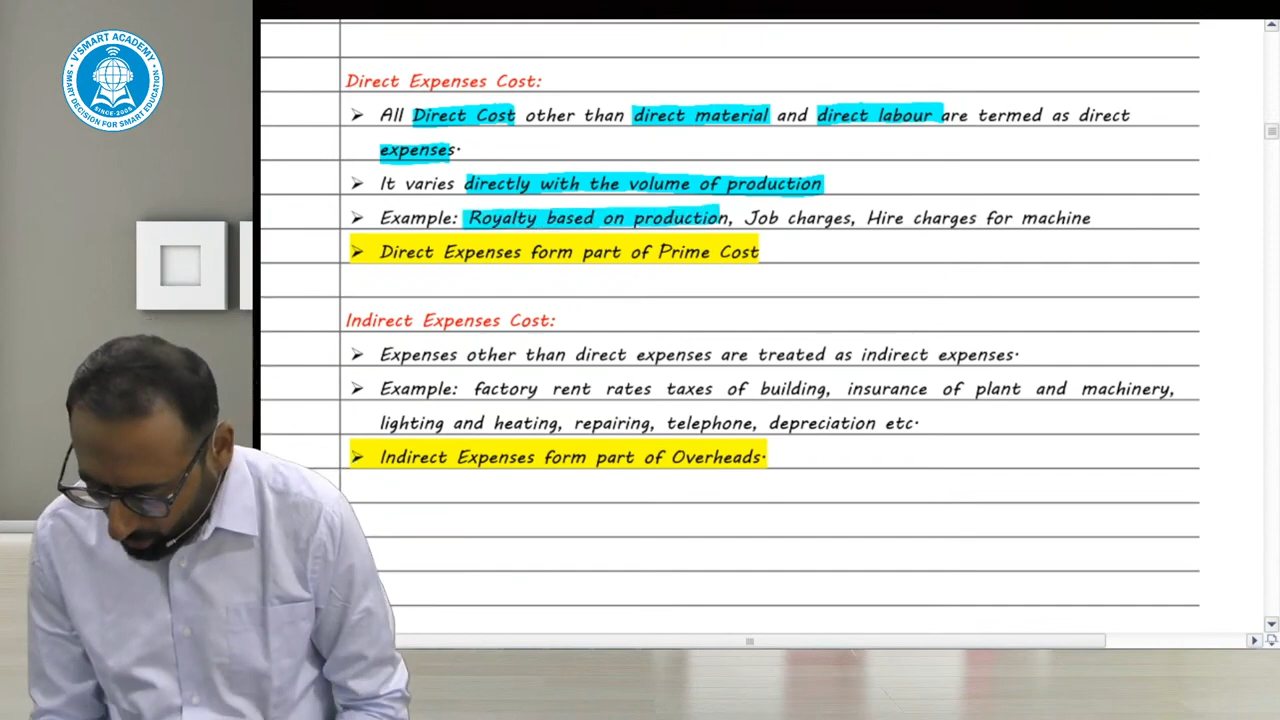 V'SMART ACADEMY
SINCE-2005
SMART DECISION FOR SMART EDUCATION
Direct Expenses Cost:
➢ All Direct Cost other than direct material and direct labour are termed as direct
expenses.
➢ It varies directly with the volume of production
➢ Example: Royalty based on production, Job charges, Hire charges for machine
➢ Direct Expenses form part of Prime Cost
Indirect Expenses Cost:
➢ Expenses other than direct expenses are treated as indirect expenses.
➢ Example: factory rent rates taxes of building, insurance of plant and machinery,
lighting and heating, repairing, telephone, depreciation etc.
➢ Indirect Expenses form part of Overheads.